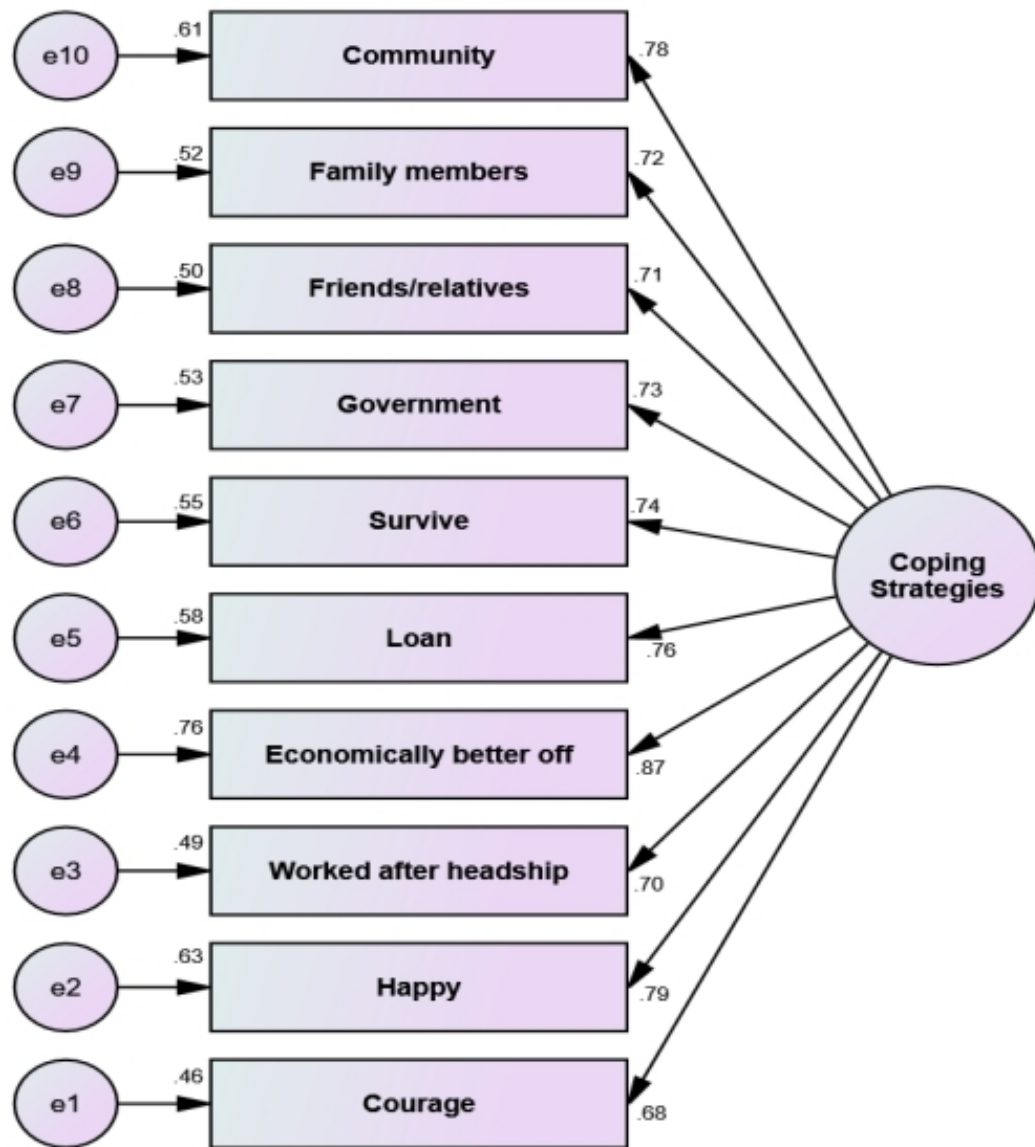 e10 .61 Community .78
e9 .52 Family members .72
e8 .50 Friends/relatives .71
e7 .53 Government .73
e6 .55 Survive .74
Coping
Strategies
e5 .58 Loan .76
e4 .76 Economically better off .87
e3 .49 Worked after headship .70
e2 .63 Happy .79
e1 .46 Courage .68